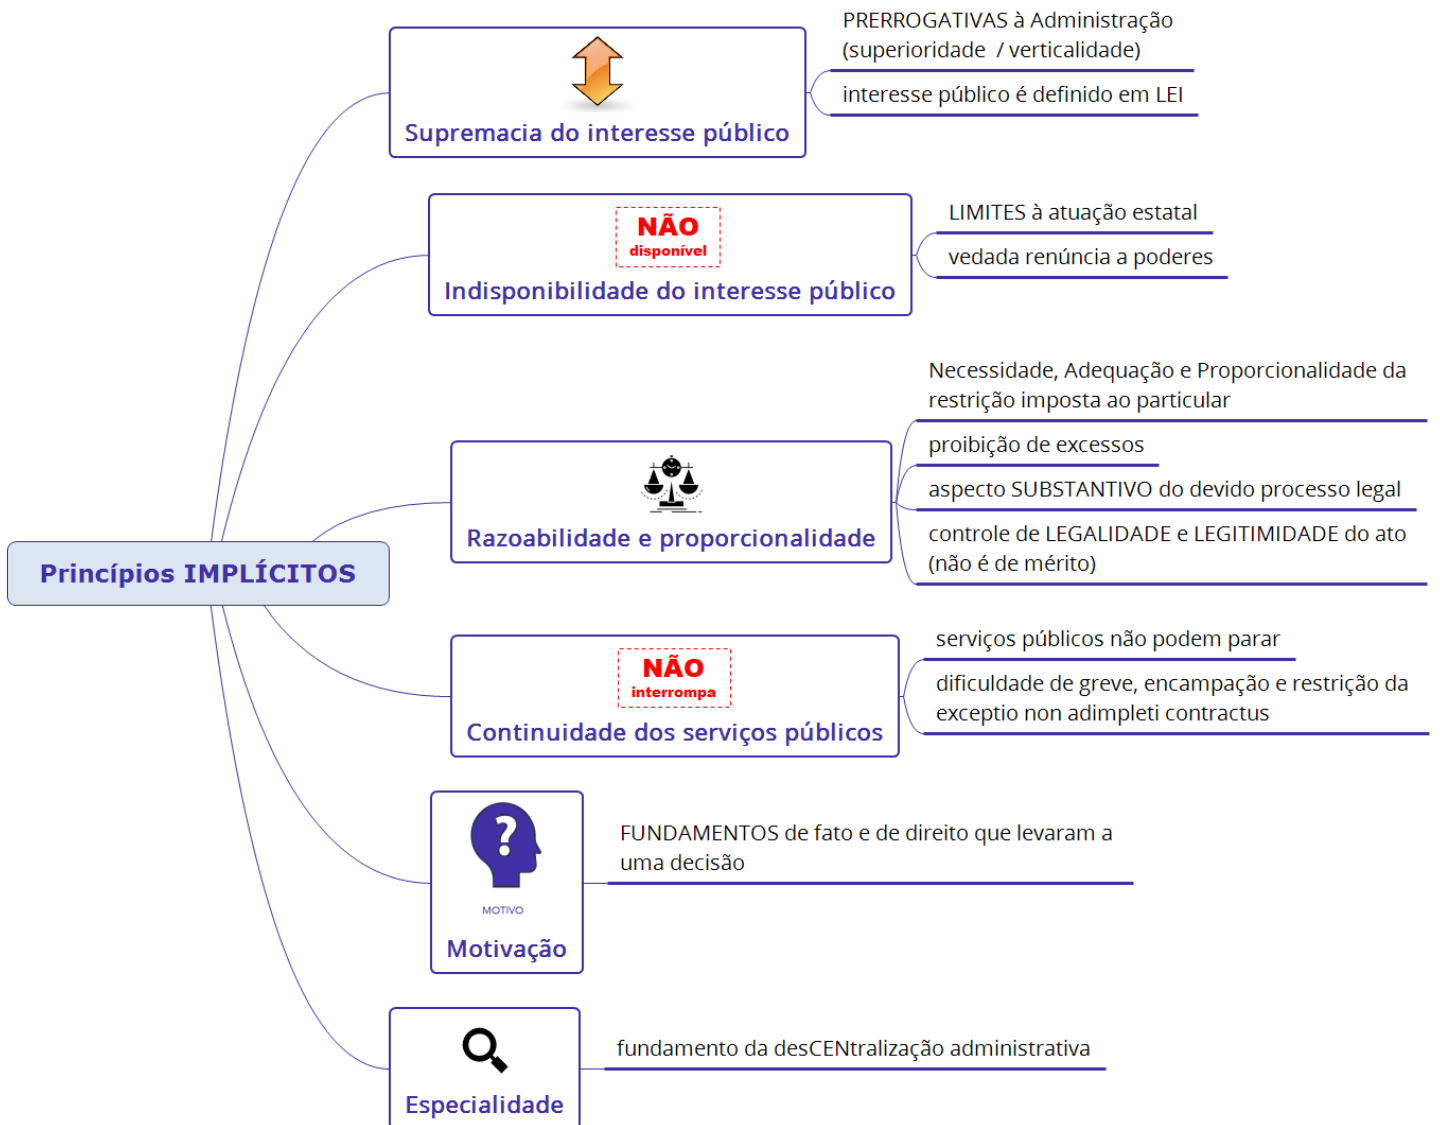 PRERROGATIVAS à Administração
(superioridade / verticalidade)
interesse público é definido em LEI
Supremacia do interesse público
NÃO
disponível
Indisponibilidade do interesse público
LIMITES à atuação estatal
vedada renúncia a poderes
Necessidade, Adequação e Proporcionalidade da
restrição imposta ao particular
proibição de excessos
aspecto SUBSTANTIVO do devido processo legal
controle de LEGALIDADE e LEGITIMIDADE do ato
(não é de mérito)
Razoabilidade e proporcionalidade
Princípios IMPLÍCITOS
NÃO
interrompa
Continuidade dos serviços públicos
serviços públicos não podem parar
dificuldade de greve, encampação e restrição da
exceptio non adimpleti contractus
?
MOTIVO
Motivação
FUNDAMENTOS de fato e de direito que levaram a
uma decisão
Especialidade
fundamento da desCENtralização administrativa